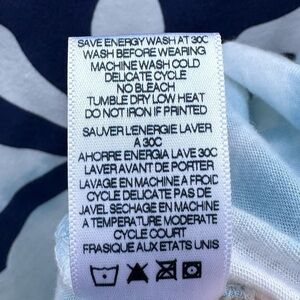 SAVE ENERGY WASH AT 30C
WASH BEFORE WEARING
MACHINE WASH COLD
DELICATE CYCLE
NO BLEACH
TUMBLE DRY LOW HEAT
DO NOT IRON IF PRINTED
SAUVER L'ENERGIE LAVER
A 30C
AHORRE ENERGIA LAVE 30C
LAVER AVANT DE PORTER
LAVAGE EN MACHINE A FROID
CYCLE DELICATE PAS DE
JAVEL SECHAGE EN MACHINE
A TEMPERATURE MODERATE
CYCLE COURT
FRASIQUE AUX ETATS UNIS